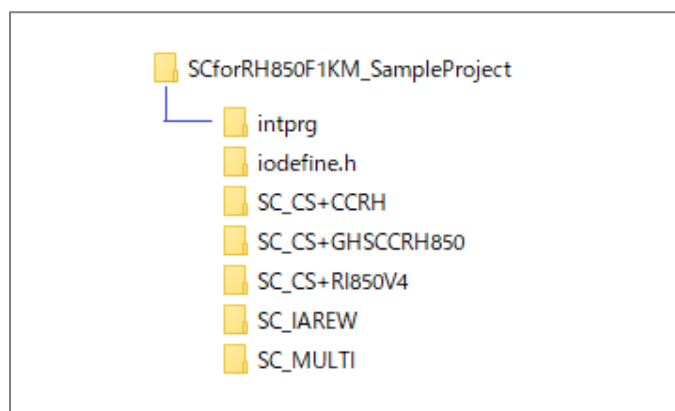 SCforRH850F1KM_SampleProject
intprg
iodefine.h
SC_CS+CCRH
SC_CS+GHSCCRH850
SC_CS+RI850V4
SC_IAREW
SC_MULTI